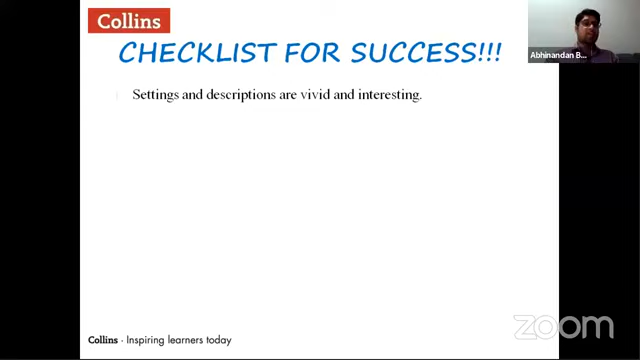 Collins
CHECKLIST FOR SUCCESS!!!
Abhinandan B...
Settings and descriptions are vivid and interesting.
zoom
Collins · Inspiring learners today